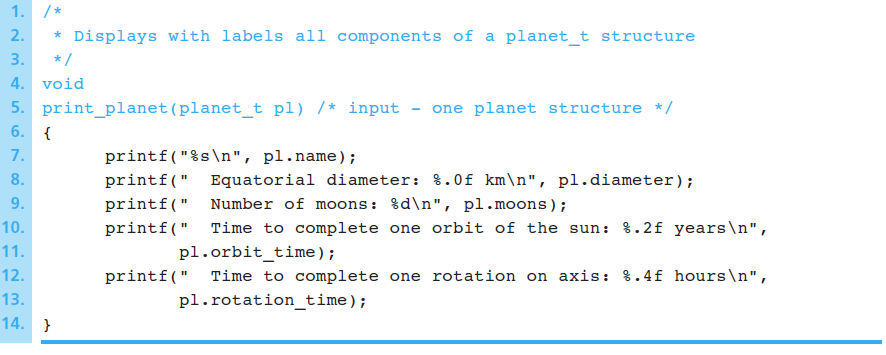 1. /*
2.  * Displays with labels all components of a planet_t structure
3.  */
4. void
5. print_planet(planet_t pl) /* input – one planet structure */
6. {
7.       printf("%s\n", pl.name);
8.       printf("  Equatorial diameter: %.0f km\n", pl.diameter);
9.       printf("  Number of moons: %d\n", pl.moons);
10.       printf("  Time to complete one orbit of the sun: %.2f years\n",
11.              pl.orbit_time);
12.       printf("  Time to complete one rotation on axis: %.4f hours\n",
13.              pl.rotation_time);
14. }